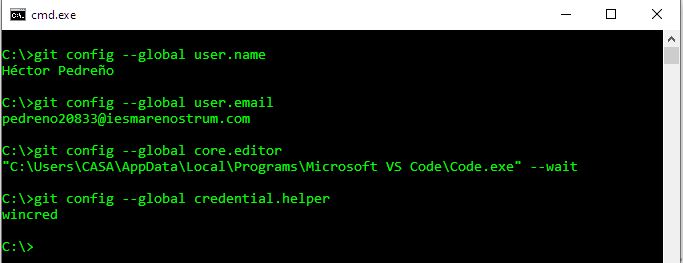 cmd.exe
C:\>git config --global user.name
Héctor Pedreño
C:\>git config --global user.email
pedreno20833@iesmarenostrum.com
C:\>git config --global core.editor
"C:\Users\CASA\AppData\Local\Programs\Microsoft VS Code\Code.exe" --wait
C:\>git config --global credential.helper
wincred
C:\>